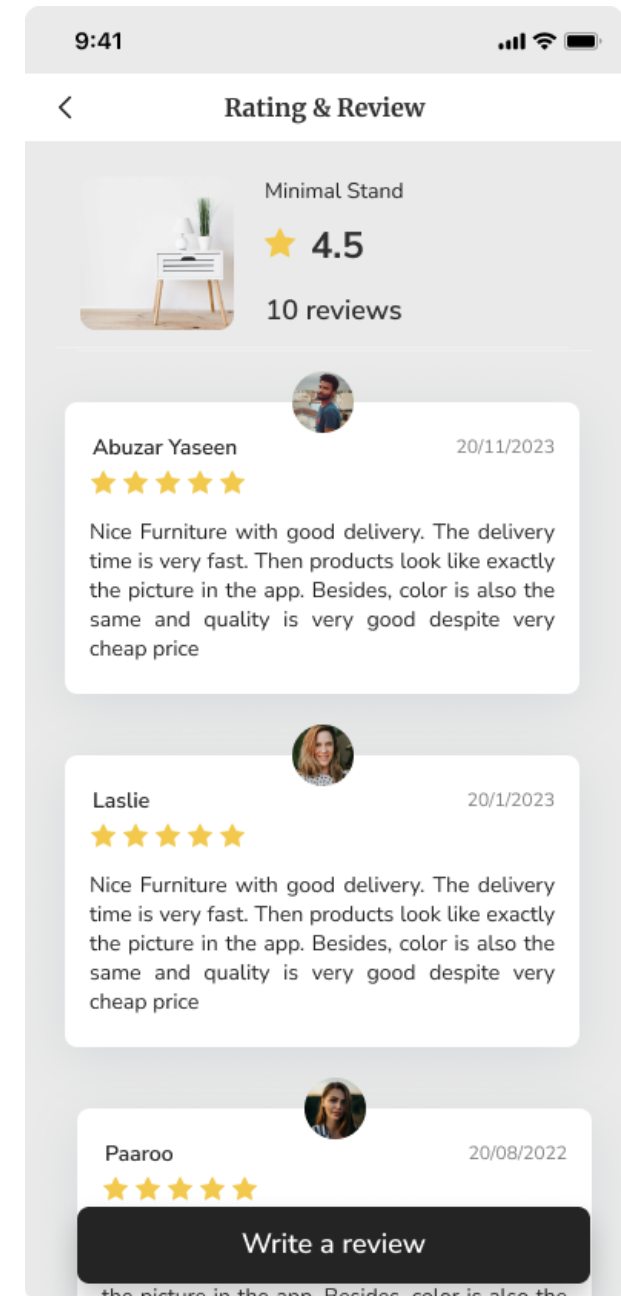 9:41
Rating & Review
Minimal Stand
4.5
10 reviews
Abuzar Yaseen
20/11/2023
Nice Furniture with good delivery. The delivery
time is very fast. Then products look like exactly
the picture in the app. Besides, color is also the
same and quality is very good despite very
cheap price
Laslie
20/1/2023
Nice Furniture with good delivery. The delivery
time is very fast. Then products look like exactly
the picture in the app. Besides, color is also the
same and quality is very good despite very
cheap price
Paaroo
20/08/2022
Write a review
the picture in the app. Besides, color is also the